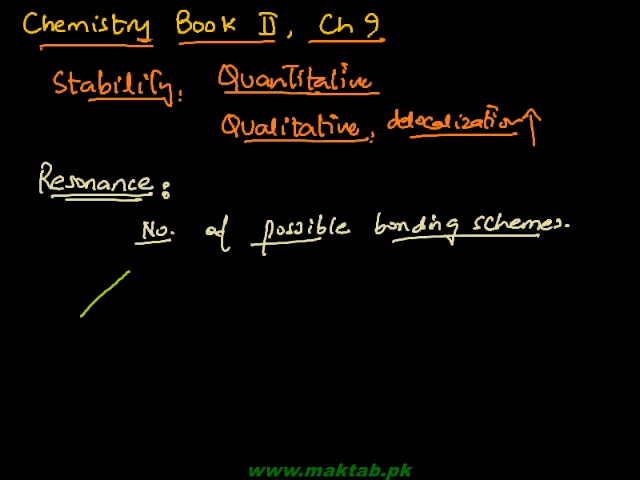 Chemistry Book II, Ch 9
Stability: Quantitative
Qualitative, delocalization ↑
Resonance:
No. of possible bonding schemes.
www.maktab.pk